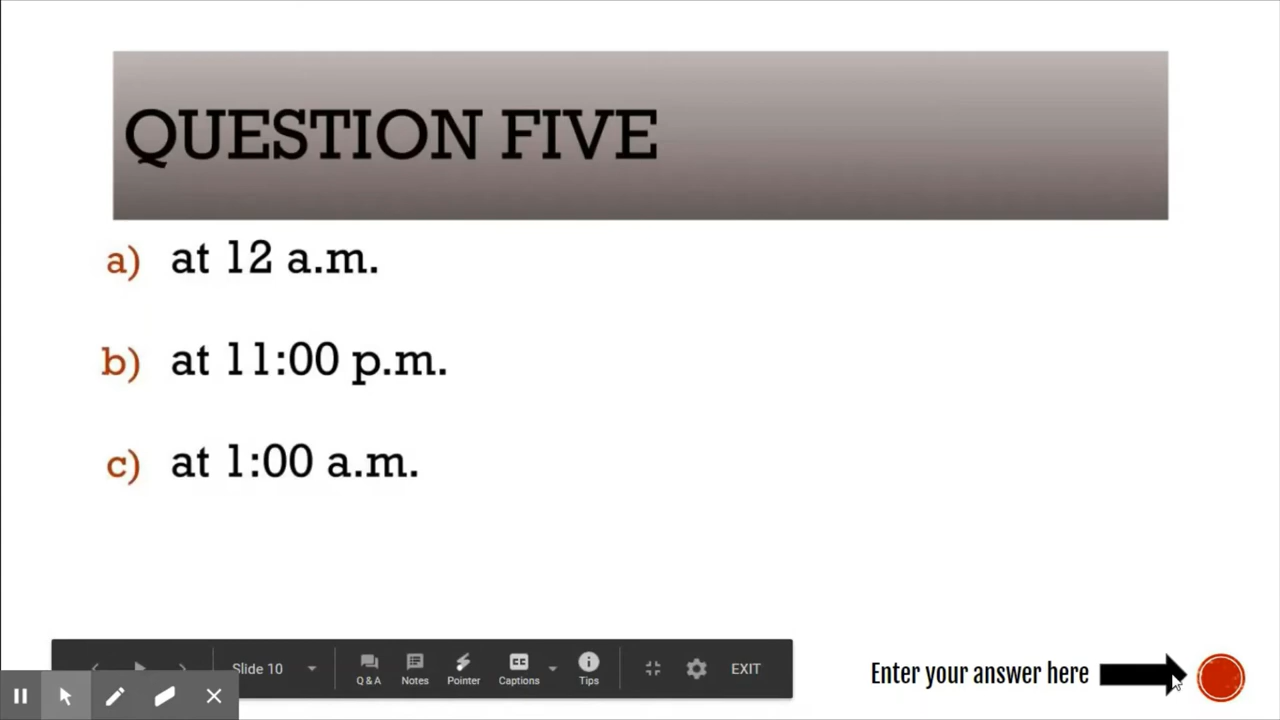 QUESTION FIVE
a) at 12 a.m.
b) at 11:00 p.m.
c) at 1:00 a.m.
Enter your answer here
Slide 10
Q & A
Notes
Pointer
CC
Captions
Tips
EXIT